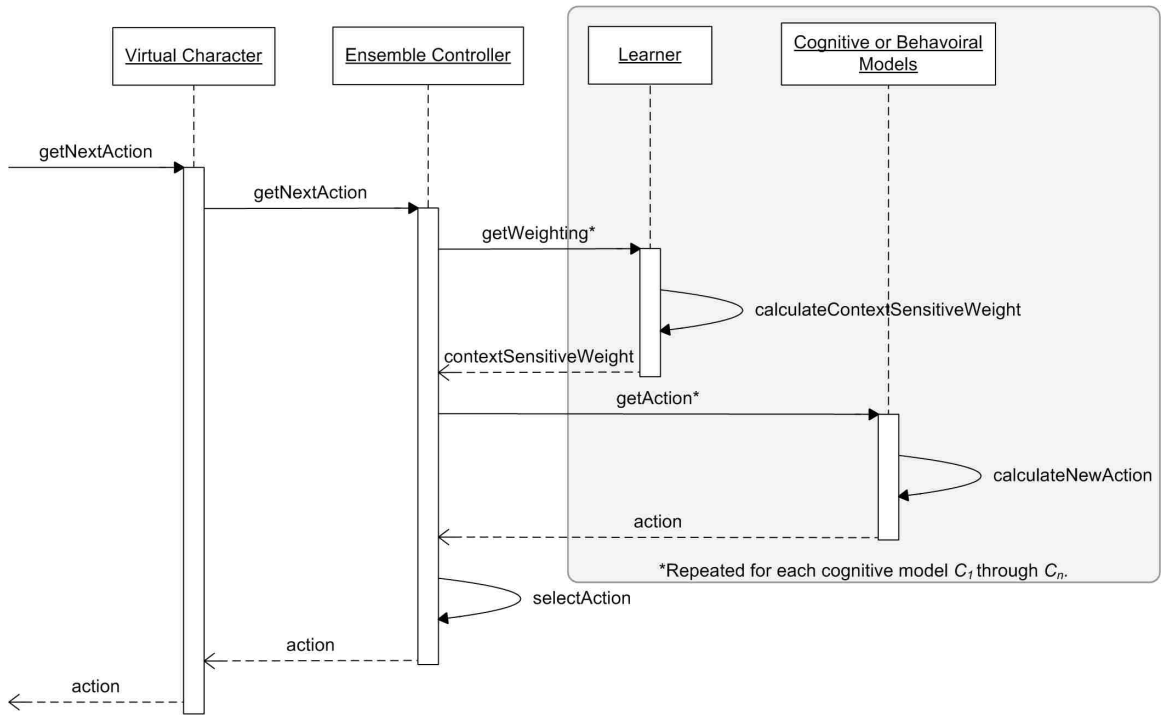 Virtual Character
Ensemble Controller
Learner
Cognitive or Behavoiral
Models
getNextAction
getNextAction
getWeighting*
calculateContextSensitiveWeight
contextSensitiveWeight
getAction*
calculateNewAction
action
*Repeated for each cognitive model C1 through Cn.
selectAction
action
action